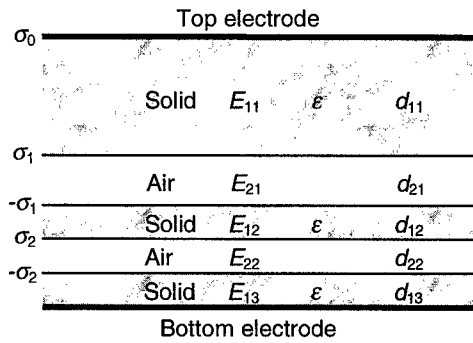 Top electrode
σ0
Solid E11 ε d11
σ1
Air E21 d21
-σ1
Solid E12 ε d12
σ2
Air E22 d22
-σ2
Solid E13 ε d13
Bottom electrode